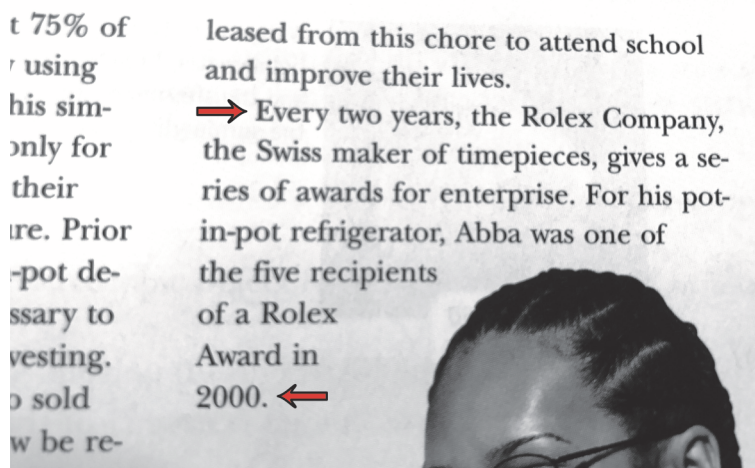 t 75% of
using
his sim-
only for
their
re. Prior
-pot de-
ssary to
vesting.
sold
w be re-
leased from this chore to attend school
and improve their lives.
Every two years, the Rolex Company,
the Swiss maker of timepieces, gives a se-
ries of awards for enterprise. For his pot-
in-pot refrigerator, Abba was one of
the five recipients
of a Rolex
Award in
2000.